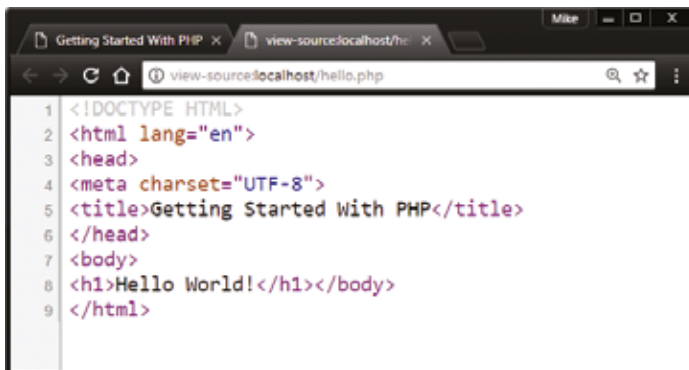 Mike
Getting Started With PHP
view-source:localhost/he
view-source:localhost/hello.php
1 <!DOCTYPE HTML>
2 <html lang="en">
3 <head>
4 <meta charset="UTF-8">
5 <title>Getting Started With PHP</title>
6 </head>
7 <body>
8 <h1>Hello World!</h1></body>
9 </html>